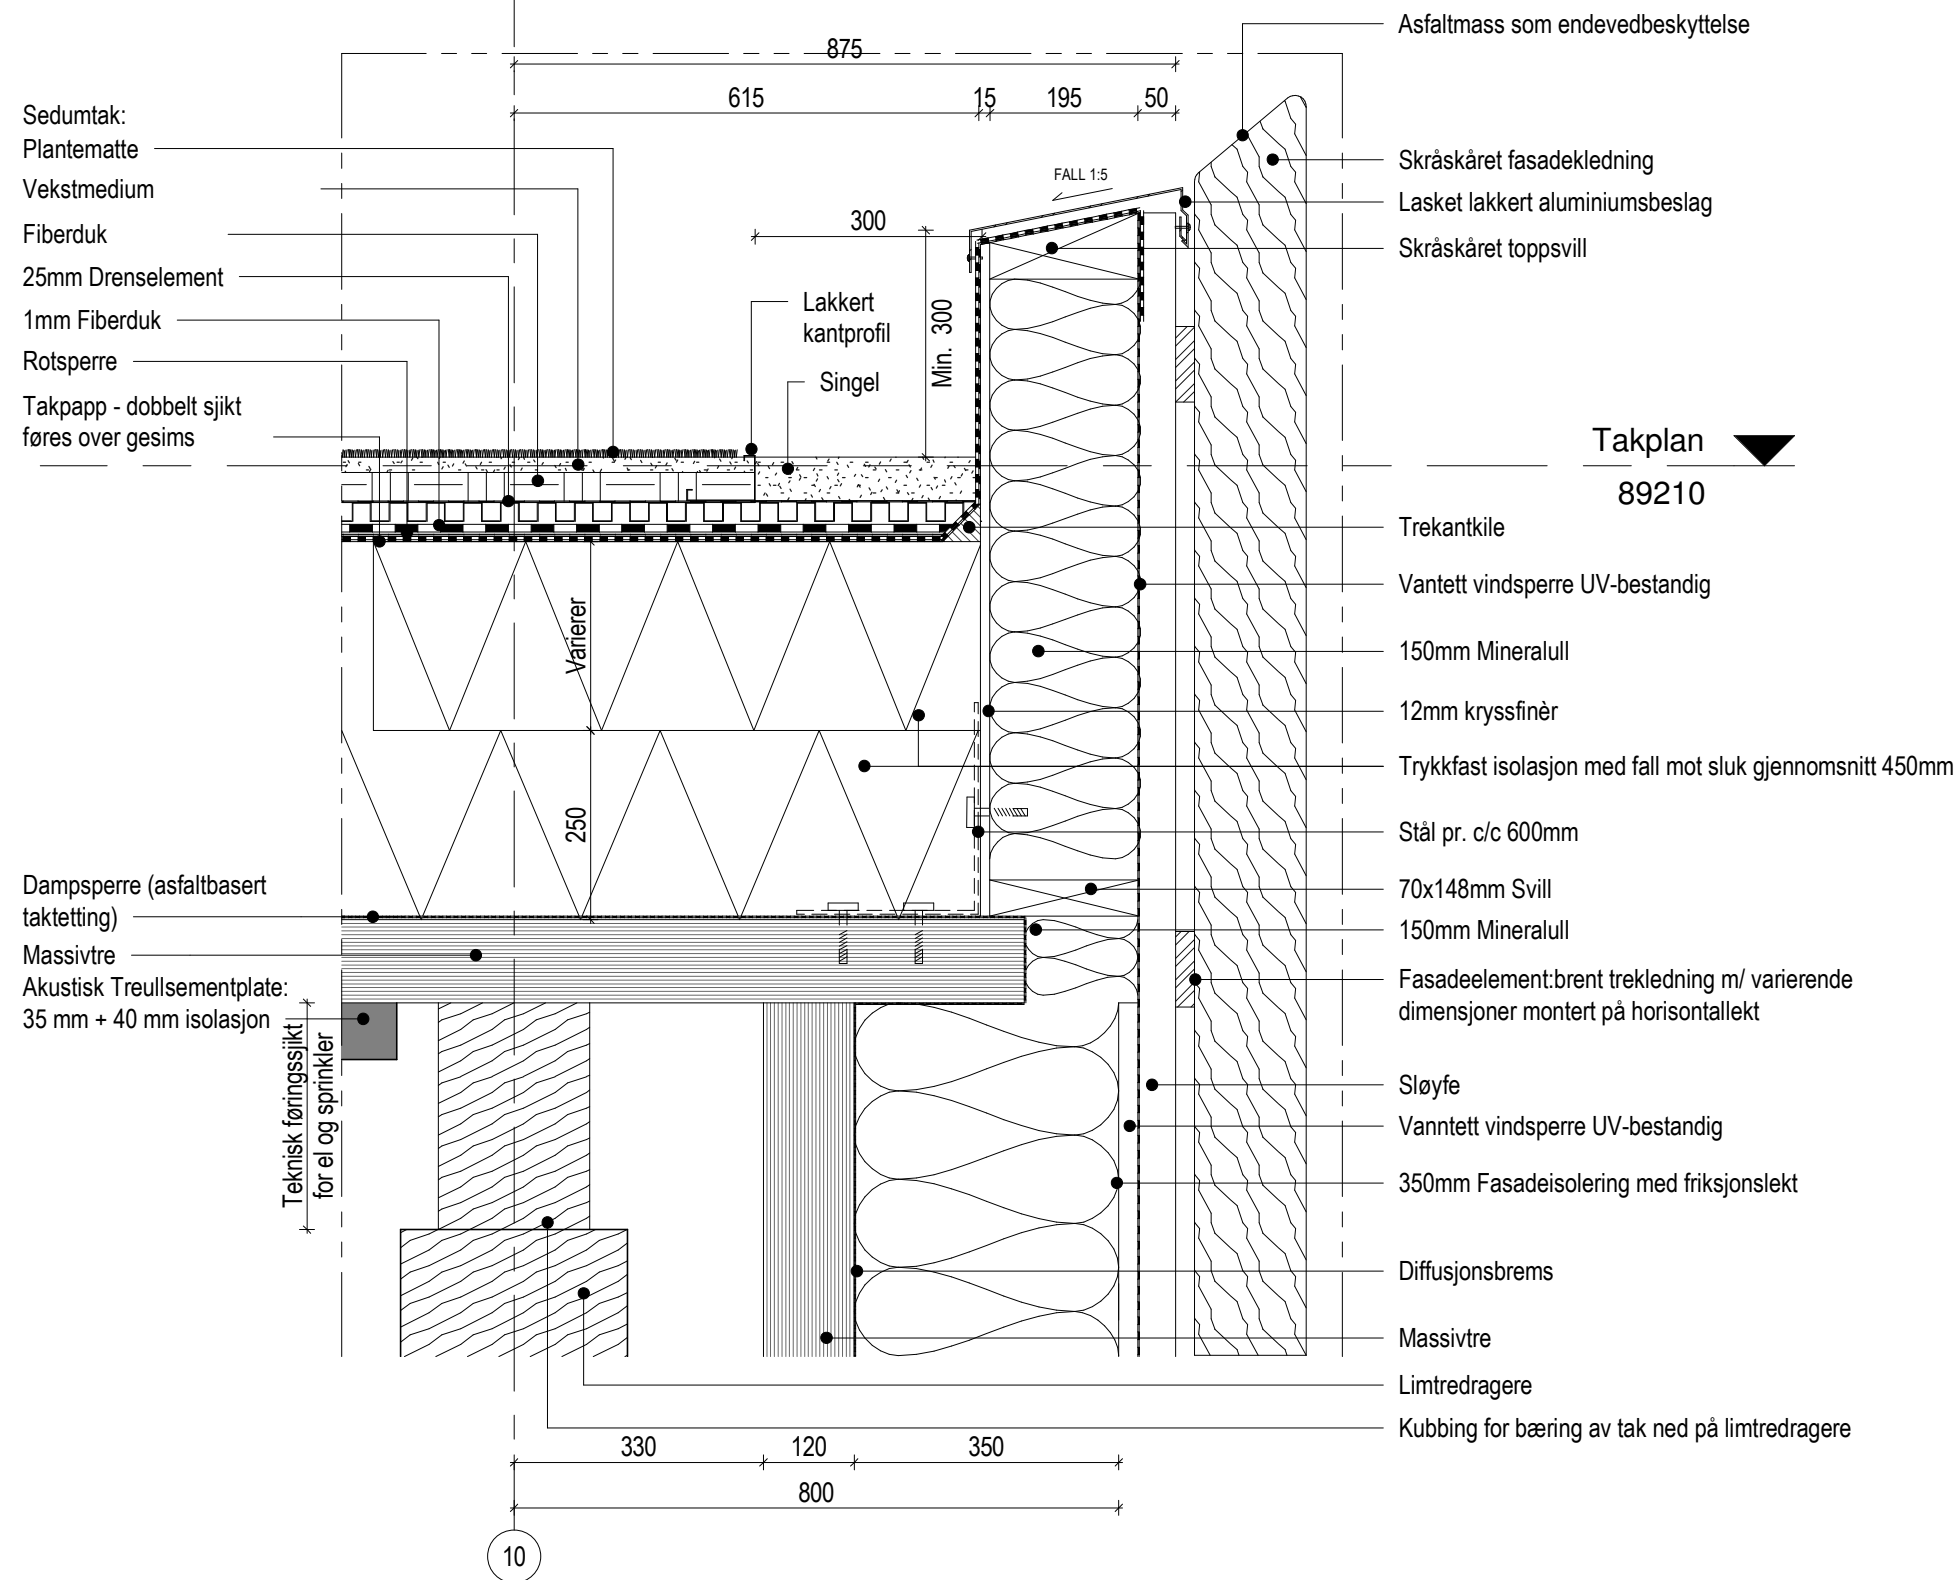 875
615
15
195
50
Sedumtak:
Plantematte
Vekstmedium
Fiberduk
25mm Drenselement
1mm Fiberduk
Rotsperre
Takpapp - dobbelt sjikt
føres over gesims
FALL 1:5
300
Min. 300
Lakkert
kantprofil
Singel
Varierer
250
Dampsperre (asfaltbasert
taktetting)
Massivtre
Akustisk Treullsementplate:
35 mm + 40 mm isolasjon
Teknisk føringssjikt
for el og sprinkler
Asfaltmass som endevedbeskyttelse
Skråskåret fasadekledning
Lasket lakkert aluminiumsbeslag
Skråskåret toppsvill
Takplan
89210
Trekantkile
Vantett vindsperre UV-bestandig
150mm Mineralull
12mm kryssfinèr
Trykkfast isolasjon med fall mot sluk gjennomsnitt 450mm
Stål pr. c/c 600mm
70x148mm Svill
150mm Mineralull
Fasadeelement:brent trekledning m/ varierende
dimensjoner montert på horisontallekt
Sløyfe
Vanntett vindsperre UV-bestandig
350mm Fasadeisolering med friksjonslekt
Diffusjonsbrems
Massivtre
Limtredragere
Kubbing for bæring av tak ned på limtredragere
330
120
350
800
10